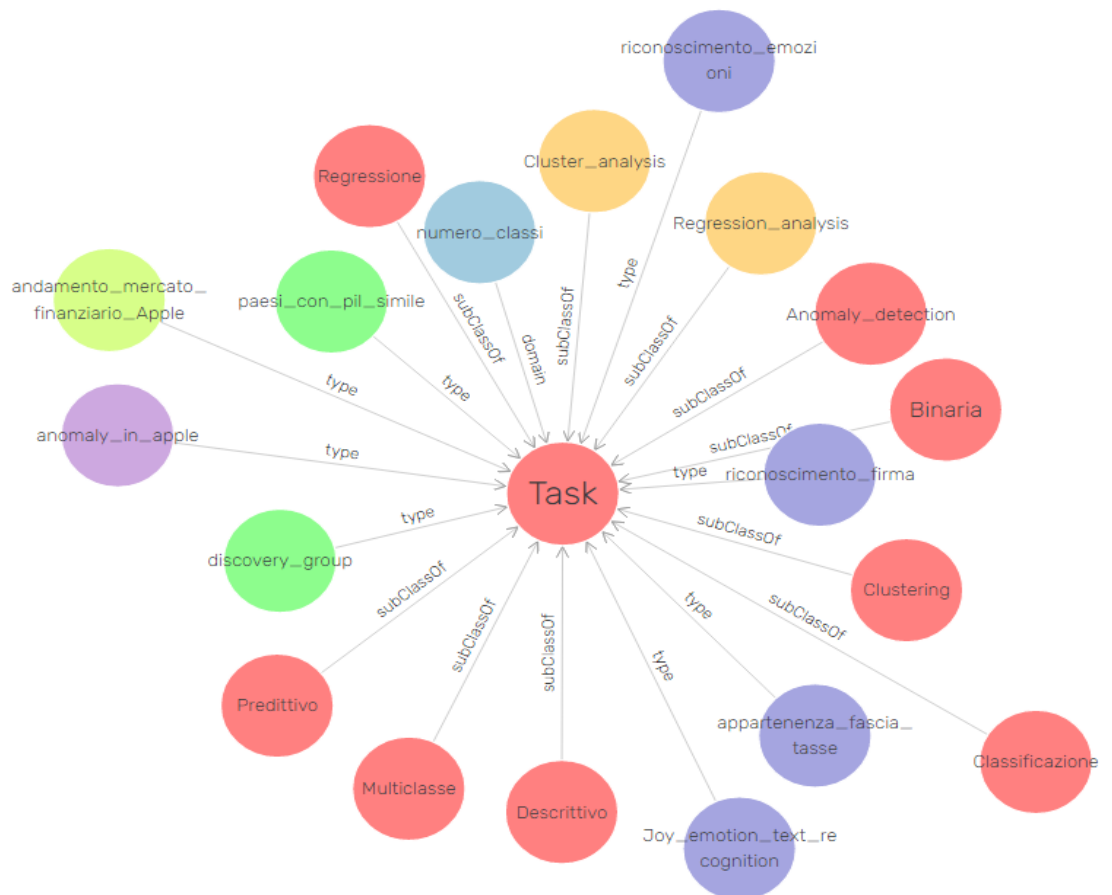 riconoscimento_emozi
oni
Cluster_analysis
Regressione
numero_classi
Regression_analysis
type
andamento_mercato_
finanziario_Apple
paesi_con_pil_simile
subClassOf
domain
subClassOf
subClassOf
Anomaly_detection
type
type
subClassOf
Binaria
anomaly_in_apple
type
subClassOf
type
riconoscimento_firma
Task
type
subClassOf
discovery_group
subClassOf
Clustering
subClassOf
subClassOf
type
subClassOf
type
Predittivo
appartenenza_fascia_
tasse
Classificazione
Multiclasse
Descrittivo
Joy_emotion_text_re
cognition